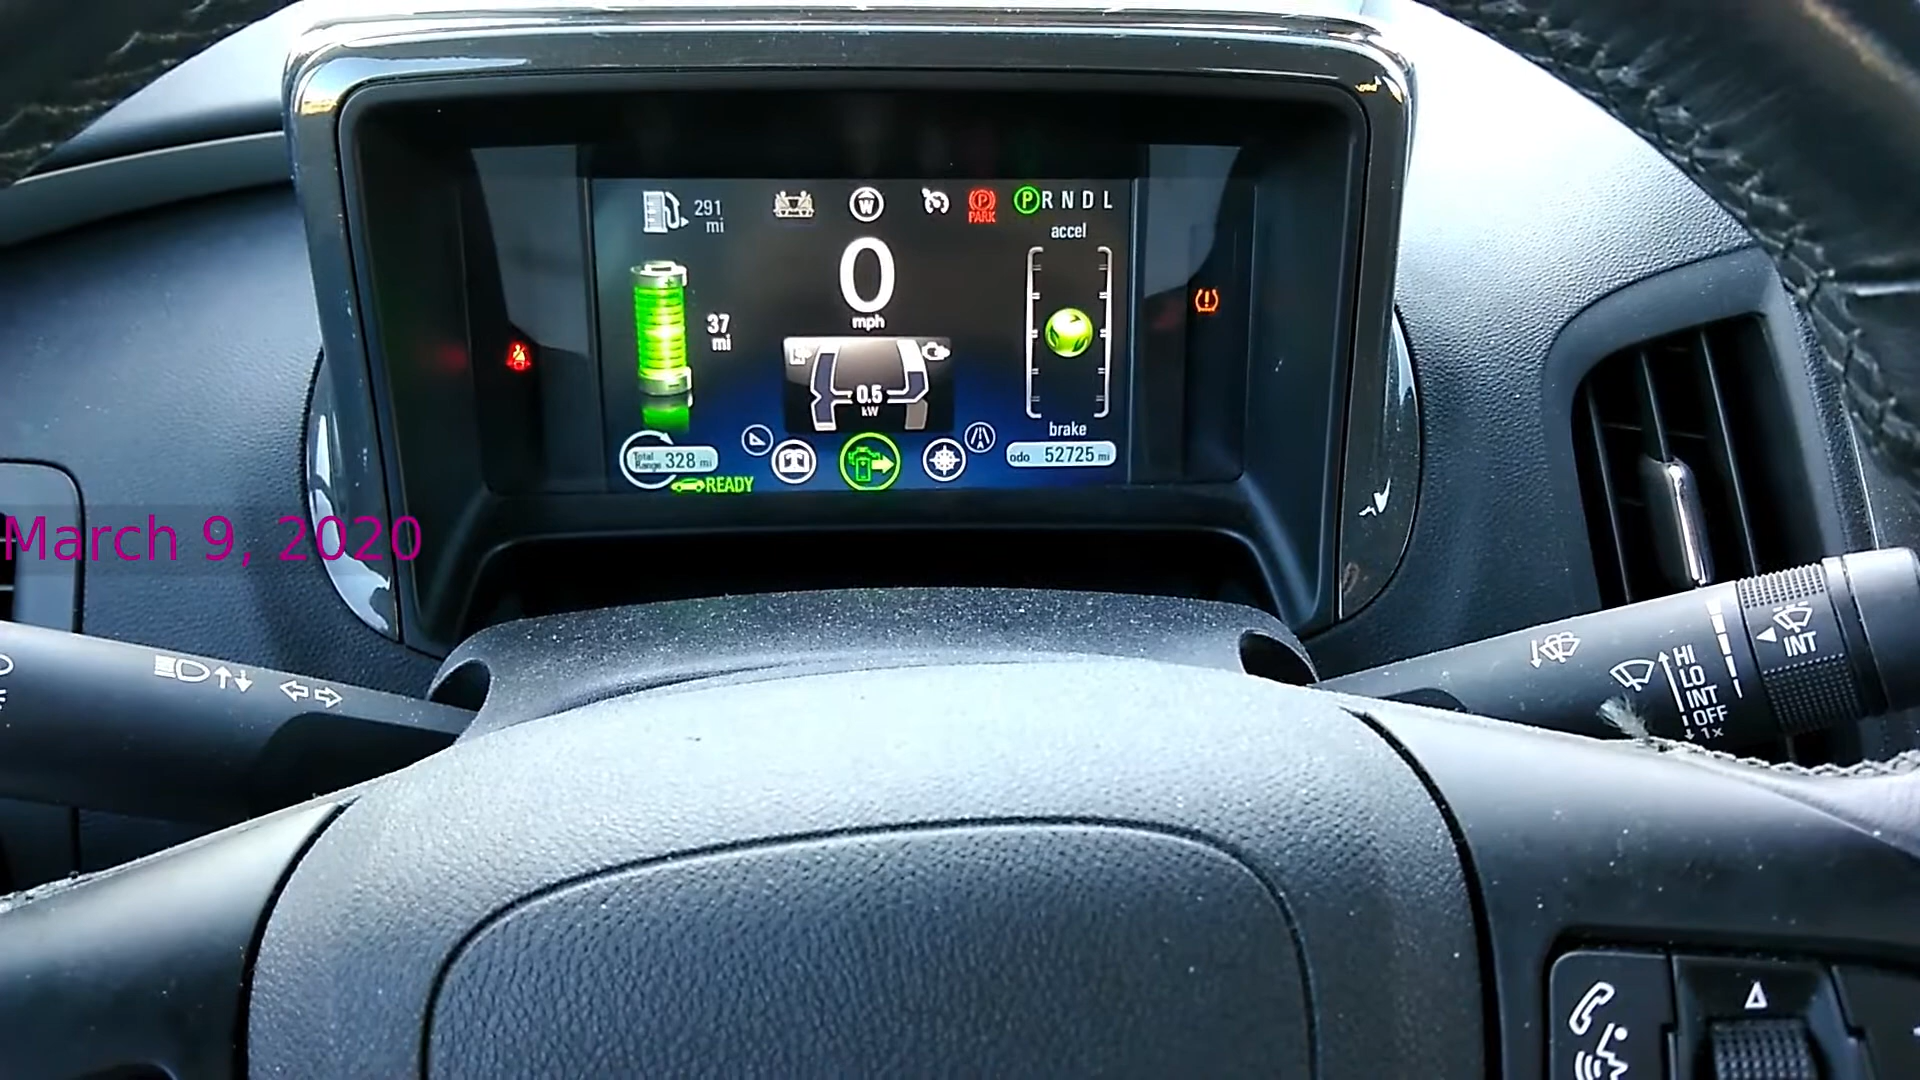 291
mi
W
P
PARK
P R N D L
accel
0
mph
37
mi
0.5
kW
brake
Total
Range 328 mi
READY
odo 52725 mi
March 9, 2020
INT
HI
LO
INT
OFF
1x